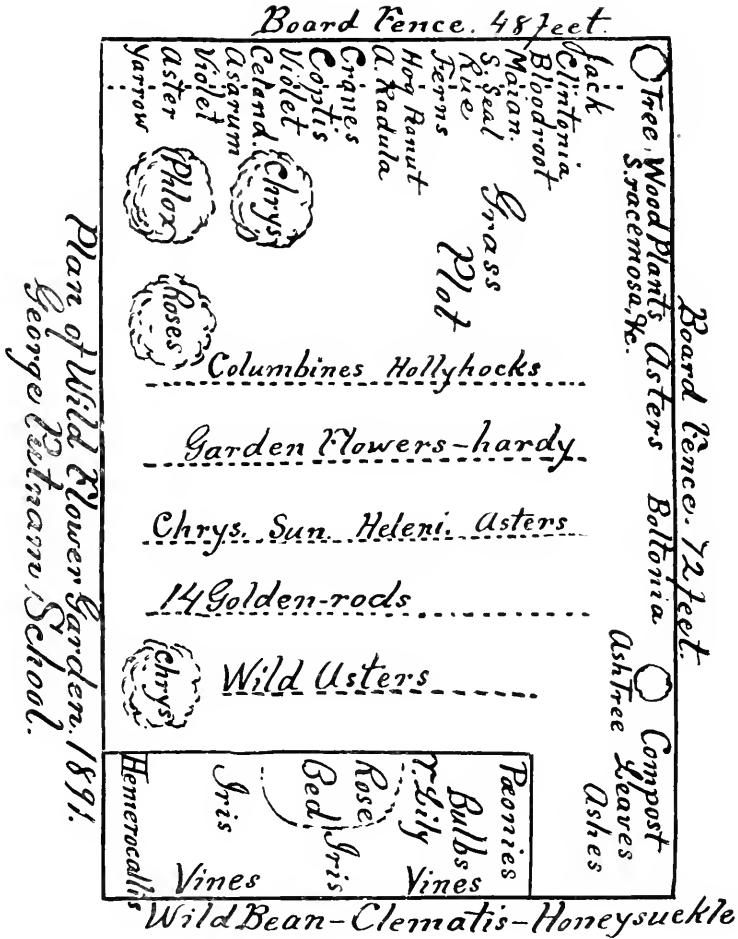 Board Fence. 48 feet.
Yarrow
Aster
Violet
Asarum
Celand.
Violet
Coptis
Cranes
A. Radula
Hog Peanut
Ferns
Rue
S. Seal
Maian.
Bloodroot
Clintonia
Jack
Tree, Wood Plants, Asters Boltonia
S. racemosa, &c.
Board Fence. 72 feet.
Phlox
Chrys
Grass
Plot
Roses
Columbines Hollyhocks
Garden Flowers-hardy
Chrys. Sun. Heleni. Asters
14 Golden-rods
Chrys
Wild Asters
Ash Tree
Compost
Leaves
Ashes
Hemerocallis
Iris
Rose
Bed
Iris
Y. Lily
Bulbs
Pæonies
Vines Vines
Wild Bean-Clematis-Honeysuckle
Plan of Wild Flower Garden. 1891.
George Putnam School.